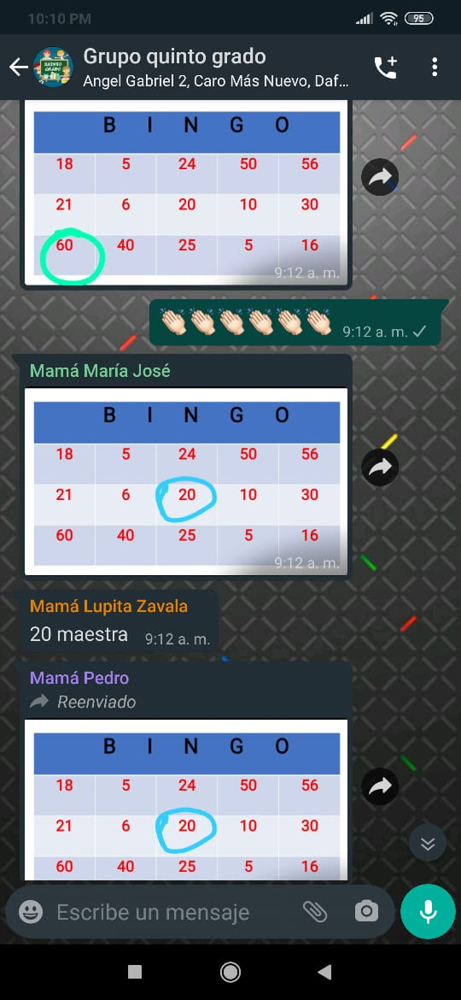 10:10 PM
95
Grupo quinto grado
Angel Gabriel 2, Caro Más Nuevo, Daf...
B I N G O
18 5 24 50 56
21 6 20 10 30
60 40 25 5 16
9:12 a. m.
9:12 a. m.
Mamá María José
B I N G O
18 5 24 50 56
21 6 20 10 30
60 40 25 5 16
9:12 a. m.
Mamá Lupita Zavala
20 maestra 9:12 a. m.
Mamá Pedro
Reenviado
B I N G O
18 5 24 50 56
21 6 20 10 30
60 40 25 5 16
Escribe un mensaje